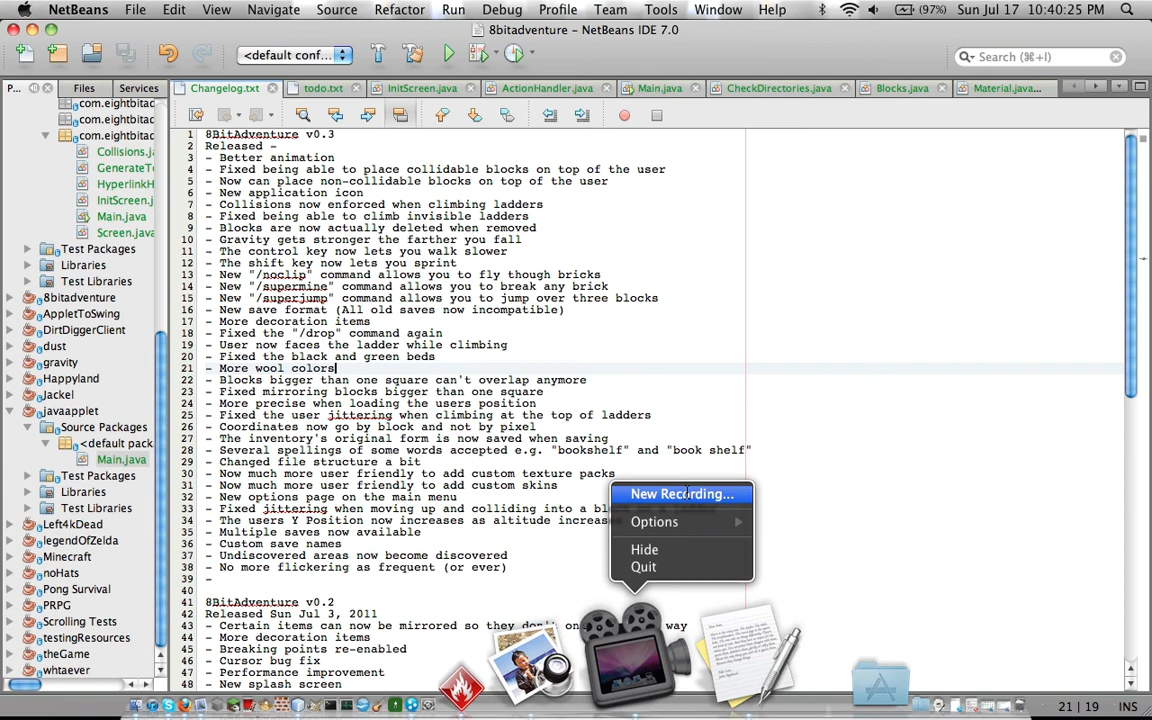 NetBeans File Edit View Navigate Source Refactor Run Debug Profile Team Tools Window Help (97%) Sun Jul 17 10:40:25 PM
8bitadventure – NetBeans IDE 7.0
<default conf... Search (⌘+I)
P... Files Services Changelog.txt todo.txt InitScreen.java ActionHandler.java Main.java CheckDirectories.java Blocks.java Material.java...
com.eightbitac
com.eightbitac
com.eightbitac
Collisions.ja
GenerateTe
HyperlinkH
InitScreen.j
Main.java
Screen.java
Test Packages
Libraries
Test Libraries
8bitadventure
AppletToSwing
DirtDiggerClient
dust
gravity
Happyland
Jackel
javaapplet
Source Packages
<default pack
Main.java
Test Packages
Libraries
Test Libraries
Left4kDead
legendOfZelda
Minecraft
noHats
Pong Survival
PRPG
Scrolling Tests
testingResources
theGame
whtaever
1 8BitAdventure v0.3
2 Released -
3 - Better animation
4 - Fixed being able to place collidable blocks on top of the user
5 - Now can place non-collidable blocks on top of the user
6 - New application icon
7 - Collisions now enforced when climbing ladders
8 - Fixed being able to climb invisible ladders
9 - Blocks are now actually deleted when removed
10 - Gravity gets stronger the farther you fall
11 - The control key now lets you walk slower
12 - The shift key now lets you sprint
13 - New "/noclip" command allows you to fly though bricks
14 - New "/supermine" command allows you to break any brick
15 - New "/superjump" command allows you to jump over three blocks
16 - New save format (All old saves now incompatible)
17 - More decoration items
18 - Fixed the "/drop" command again
19 - User now faces the ladder while climbing
20 - Fixed the black and green beds
21 - More wool colors
22 - Blocks bigger than one square can't overlap anymore
23 - Fixed mirroring blocks bigger than one square
24 - More precise when loading the users position
25 - Fixed the user jittering when climbing at the top of ladders
26 - Coordinates now go by block and not by pixel
27 - The inventory's original form is now saved when saving
28 - Several spellings of some words accepted e.g. "bookshelf" and "book shelf"
29 - Changed file structure a bit
30 - Now much more user friendly to add custom texture packs
31 - Now much more user friendly to add custom skins
32 - New options page on the main menu
33 - Fixed jittering when moving up and colliding into a
34 - The users Y Position now increases as altitude increases
35 - Multiple saves now available
36 - Custom save names
37 - Undiscovered areas now become discovered
38 - No more flickering as frequent (or ever)
39 -
40
41 8BitAdventure v0.2
42 Released Sun Jul 3, 2011
43 - Certain items can now be mirrored so they don't way
44 - More decoration items
45 - Breaking points re-enabled
46 - Cursor bug fix
47 - Performance improvement
48 - New splash screen
New Recording...
Options
Hide
Quit
21 | 19 INS